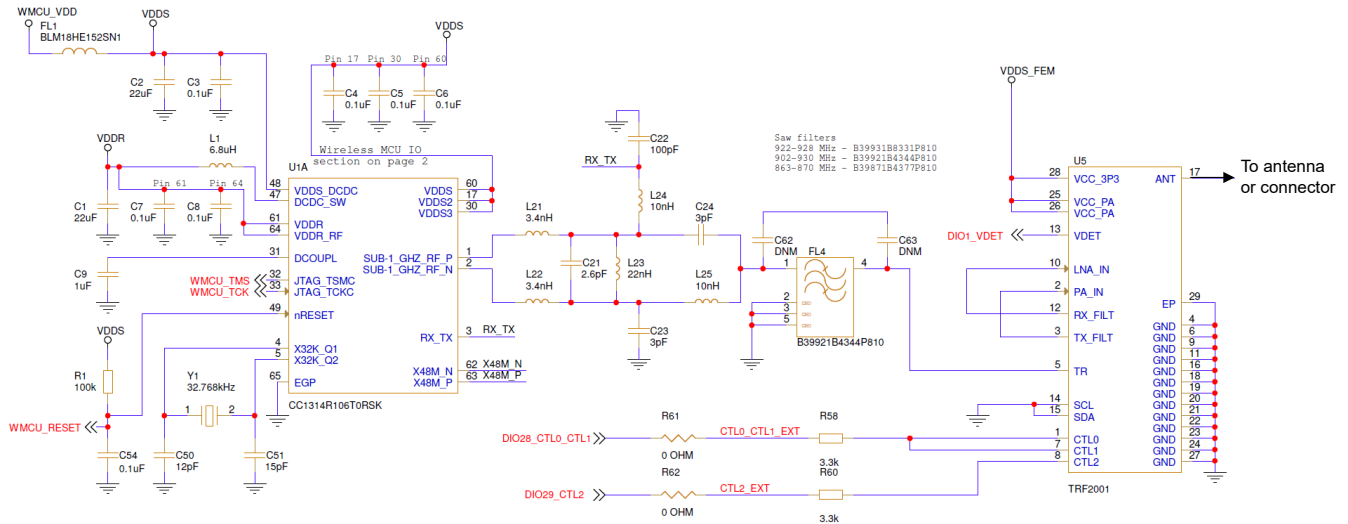 WMCU_VDD
FL1
BLM18HE152SN1
VDDS
C2
22uF
C3
0.1uF
VDDS
Pin 17 Pin 30 Pin 60
C4
0.1uF
C5
0.1uF
C6
0.1uF
Wireless MCU IO
section on page 2
VDDR
L1
6.8uH
Pin 61 Pin 64
C1
22uF
C7
0.1uF
C8
0.1uF
C9
1uF
WMCU_TMS
WMCU_TCK
VDDS
R1
100k
WMCU_RESET
C54
0.1uF
Y1
32.768kHz
1 2
C50
12pF
C51
15pF
U1A
48 VDDS_DCDC
47 DCDC_SW
61 VDDR
64 VDDR_RF
31 DCOUPL
32 JTAG_TSMC
33 JTAG_TCKC
49 nRESET
4 X32K_Q1
5 X32K_Q2
65 EGP
VDDS 60
VDDS2 17
VDDS3 30
SUB-1_GHZ_RF_P 1
SUB-1_GHZ_RF_N 2
RX_TX 3 RX_TX
X48M_N 62 X48M_N
X48M_P 63 X48M_P
CC1314R106T0RSK
C22
100pF
RX_TX
L24
10nH
L21
3.4nH
L22
3.4nH
C21
2.6pF
L23
22nH
C24
3pF
L25
10nH
C23
3pF
Saw filters
922-928 MHz - B39931B8331P810
902-930 MHz - B39921B4344P810
863-870 MHz - B39871B4377P810
C62
DNM
FL4
C63
DNM
1 4
2
3
5
B39921B4344P810
DIO28_CTL0_CTL1
R61
0 OHM
CTL0_CTL1_EXT
R58
3.3k
DIO29_CTL2
R62
0 OHM
CTL2_EXT
R60
3.3k
VDDS_FEM
DIO1_VDET
U5
28 VCC_3P3
25 VCC_PA
26 VCC_PA
13 VDET
10 LNA_IN
2 PA_IN
12 RX_FILT
3 TX_FILT
5 TR
14 SCL
15 SDA
1 CTL0
7 CTL1
8 CTL2
ANT 17
EP 29
GND 4
GND 6
GND 9
GND 11
GND 16
GND 18
GND 19
GND 20
GND 21
GND 22
GND 23
GND 24
GND 27
TRF2001
To antenna
or connector